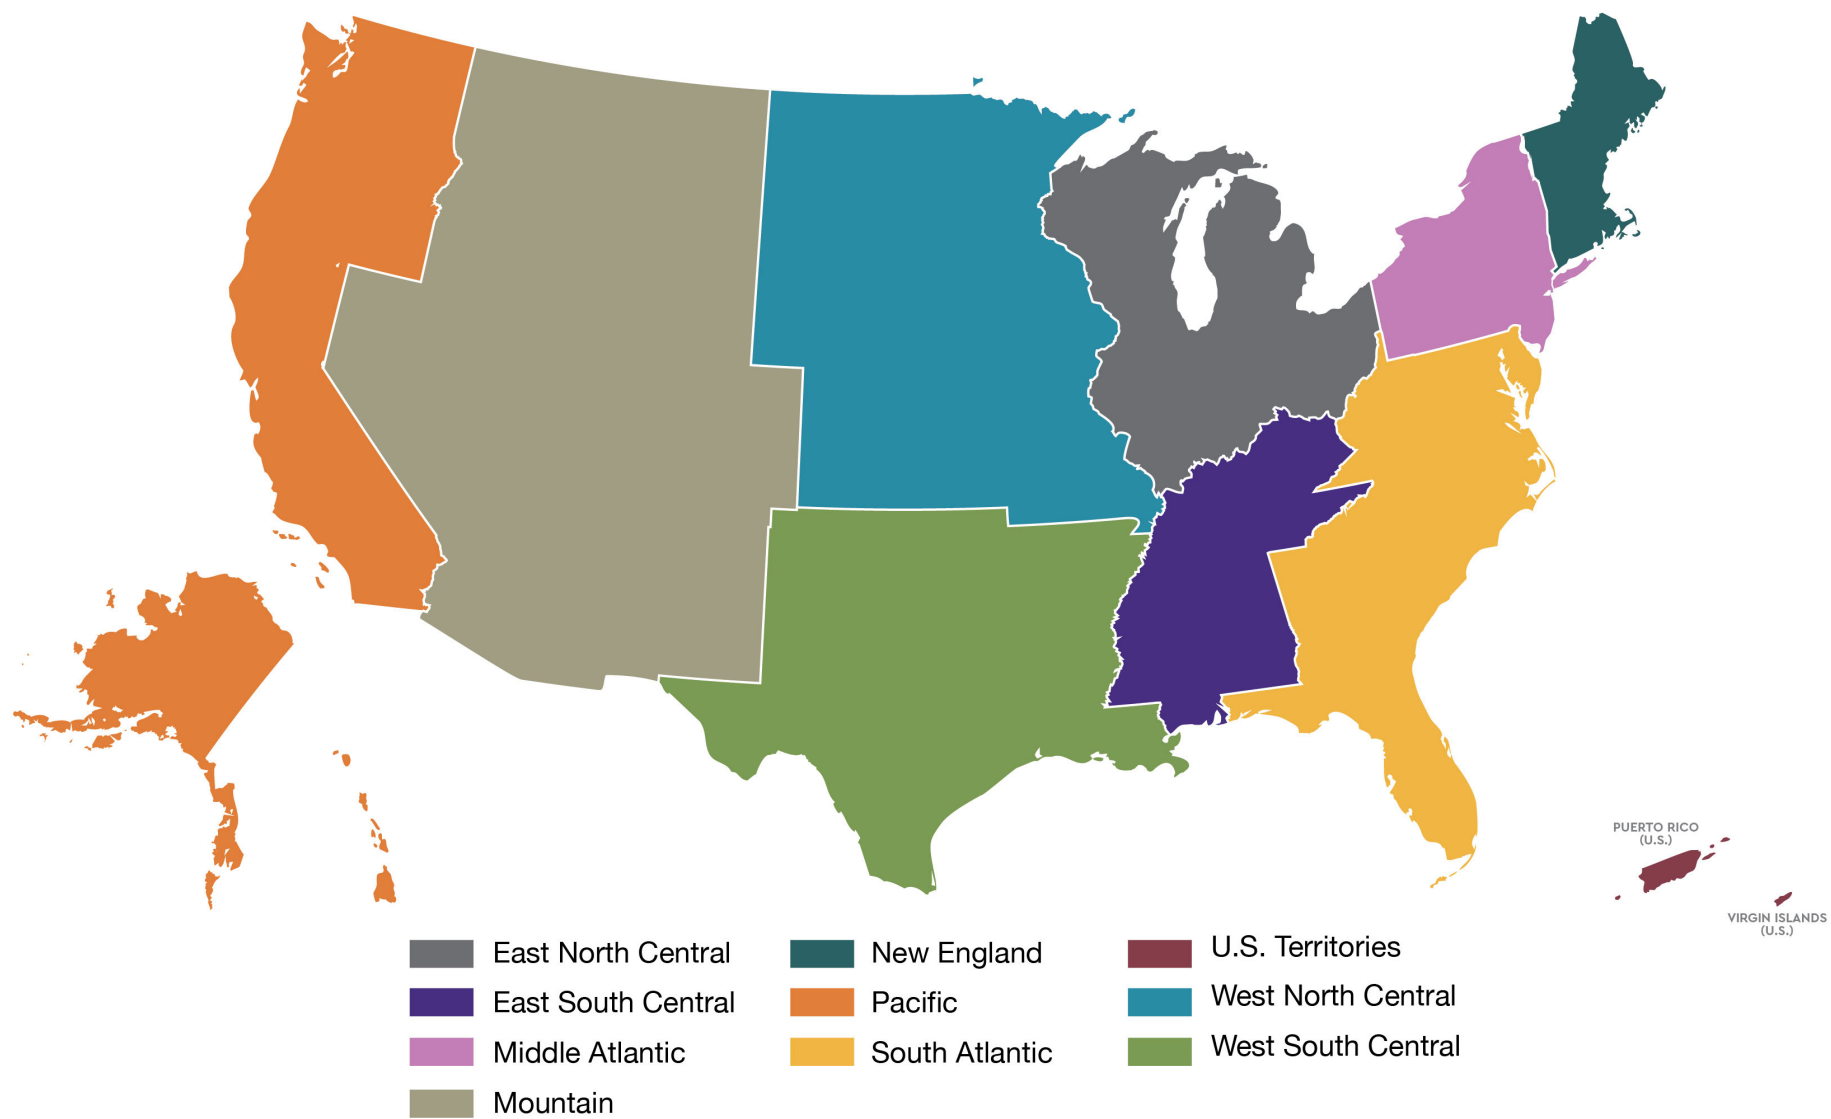 PUERTO RICO
(U.S.)
VIRGIN ISLANDS
(U.S.)
East North Central
East South Central
Middle Atlantic
Mountain
New England
Pacific
South Atlantic
U.S. Territories
West North Central
West South Central